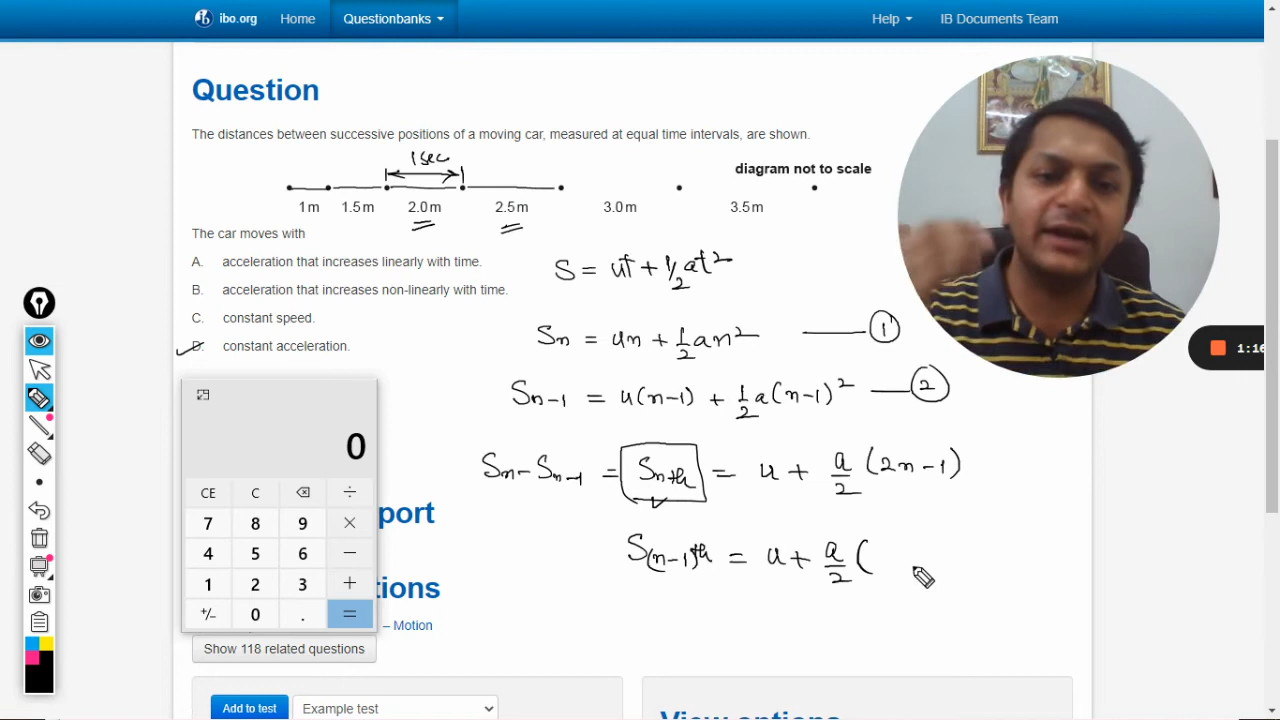 ibo.org Home Questionbanks Help IB Documents Team
Question
The distances between successive positions of a moving car, measured at equal time intervals, are shown.
1 sec
diagram not to scale
1 m 1.5 m 2.0 m 2.5 m 3.0 m 3.5 m
The car moves with
A. acceleration that increases linearly with time.
B. acceleration that increases non-linearly with time.
C. constant speed.
D. constant acceleration.
S = ut + 1/2 at²
Sn = un + 1/2 an² ——— 1
Sn-1 = u(n-1) + 1/2 a(n-1)² — 2
Sn - Sn-1 = Snth = u + a/2 (2n-1)
S(n-1)th = u + a/2 (
1:16
0
CE C ⌫ ÷
7 8 9 ×
4 5 6 −
1 2 3 +
+/- 0 . =
port
ions
– Motion
Show 118 related questions
Add to test Example test
View options